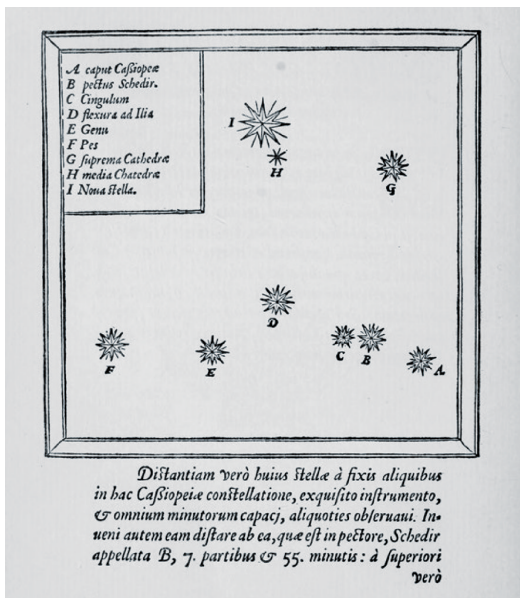 A caput Caſsiopeæ
B pectus Schedir.
C Cingulum
D flexura ad Ilia
E Genu
F Pes
G ſuprema Cathedræ
H media Chatedræ
I Noua ſtella.
I
H
G
D
C
B
F
E
A
Diſtantiam verò huius ſtellæ à fixis aliquibus
in hac Caſsiopeiæ conſtellatione, exquiſito inſtrumento,
& omnium minutorum capacj, aliquoties obſeruaui. In-
ueni autem eam diſtare ab ea, quæ eſt in pectore, Schedir
appellata B, 7. partibus & 55. minutis: à ſuperiori
verò